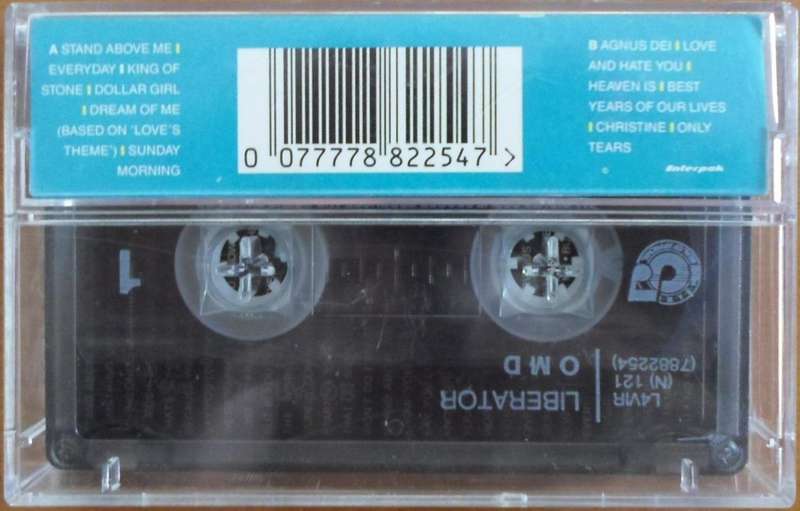 A STAND ABOVE ME |
EVERYDAY | KING OF
STONE | DOLLAR GIRL
| DREAM OF ME
(BASED ON 'LOVE'S
THEME') | SUNDAY
MORNING
0 077778 822547 >
B AGNUS DEI | LOVE
AND HATE YOU |
HEAVEN IS | BEST
YEARS OF OUR LIVES
| CHRISTINE | ONLY
TEARS
Interpak
1
L4VIR
(N) 121
(7882254)
LIBERATOR
O M D